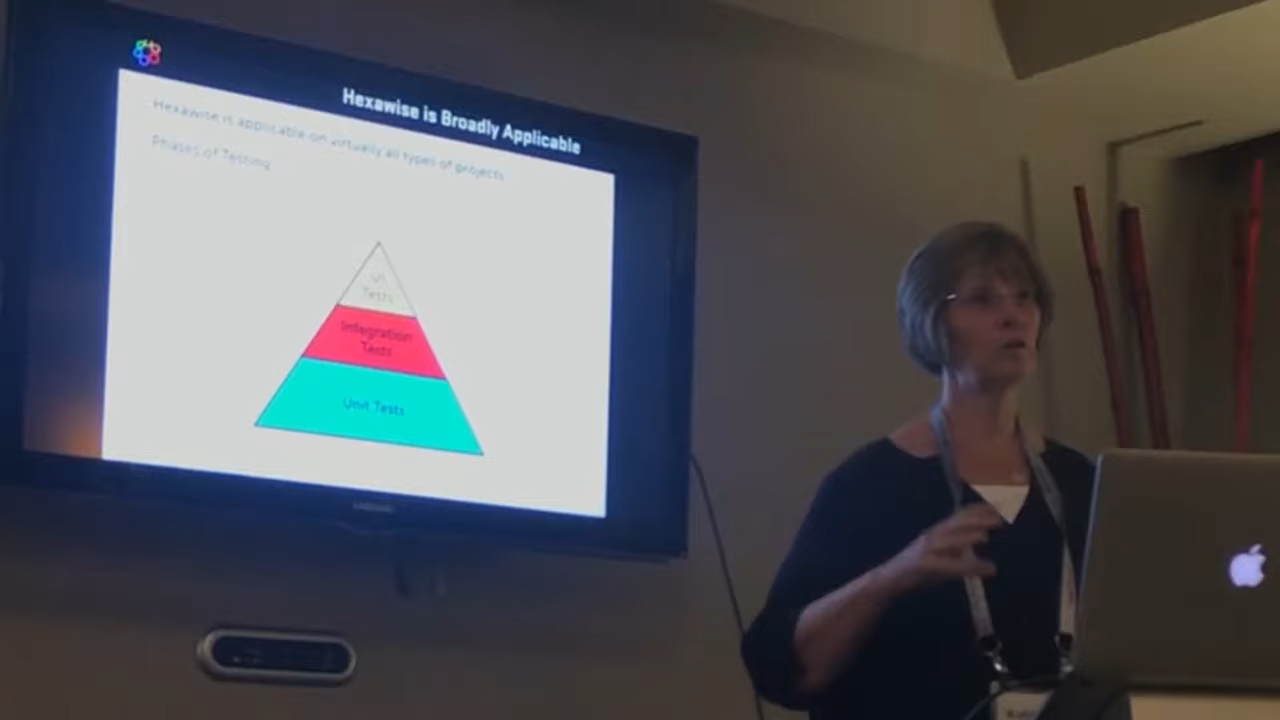 Hexawise is Broadly Applicable
Hexawise is applicable on virtually all types of projects
Phases of Testing
UI
Tests
Integration
Tests
Unit Tests